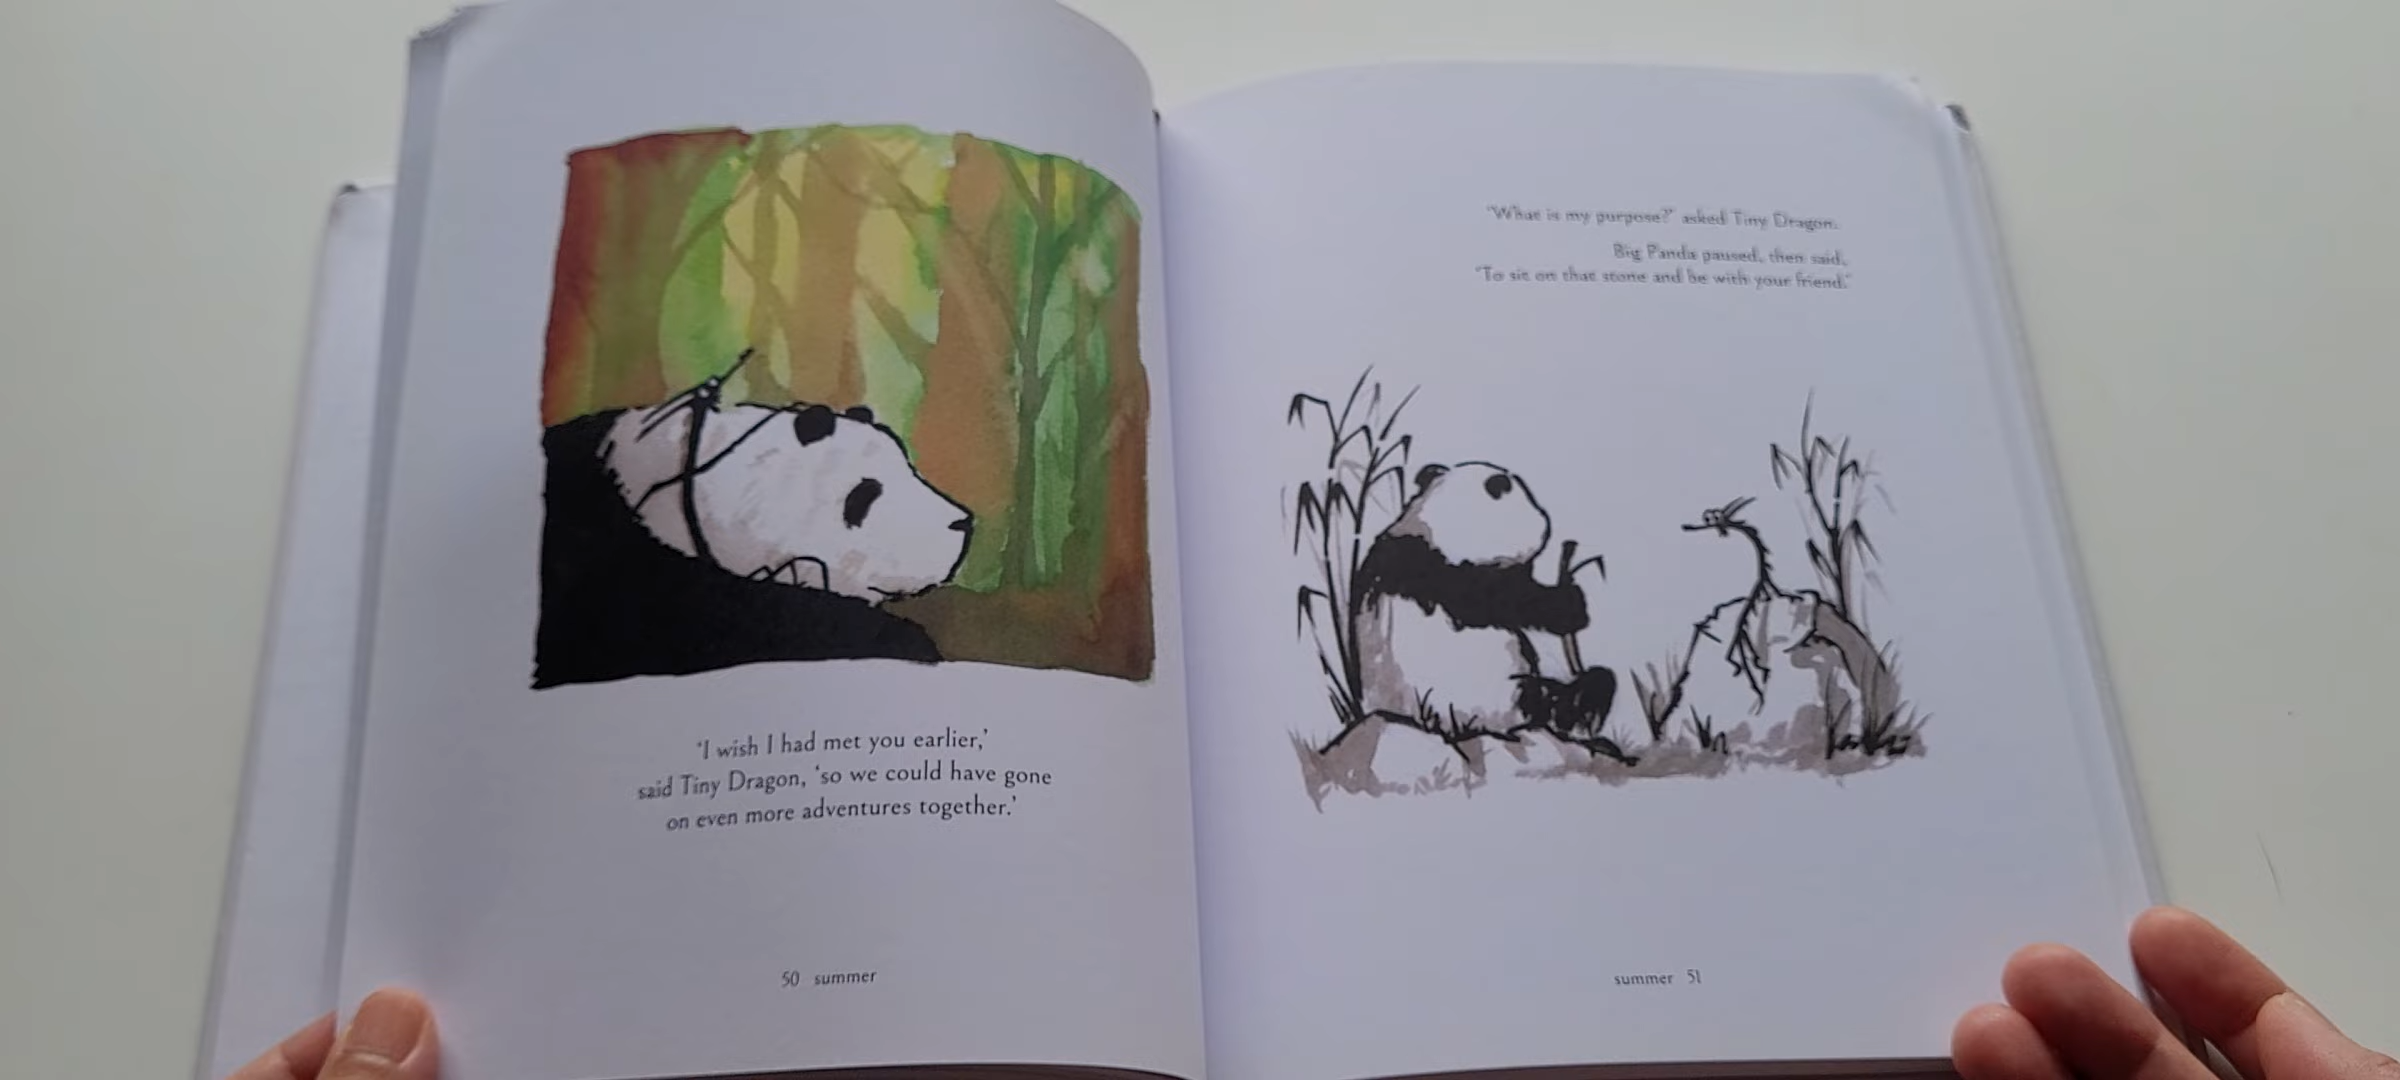 'I wish I had met you earlier,'
said Tiny Dragon, 'so we could have gone
on even more adventures together.'
50 summer
"What is my purpose?" asked Tiny Dragon.
Big Panda paused, then said,
"To sit on that stone and be with your friend."
summer 51